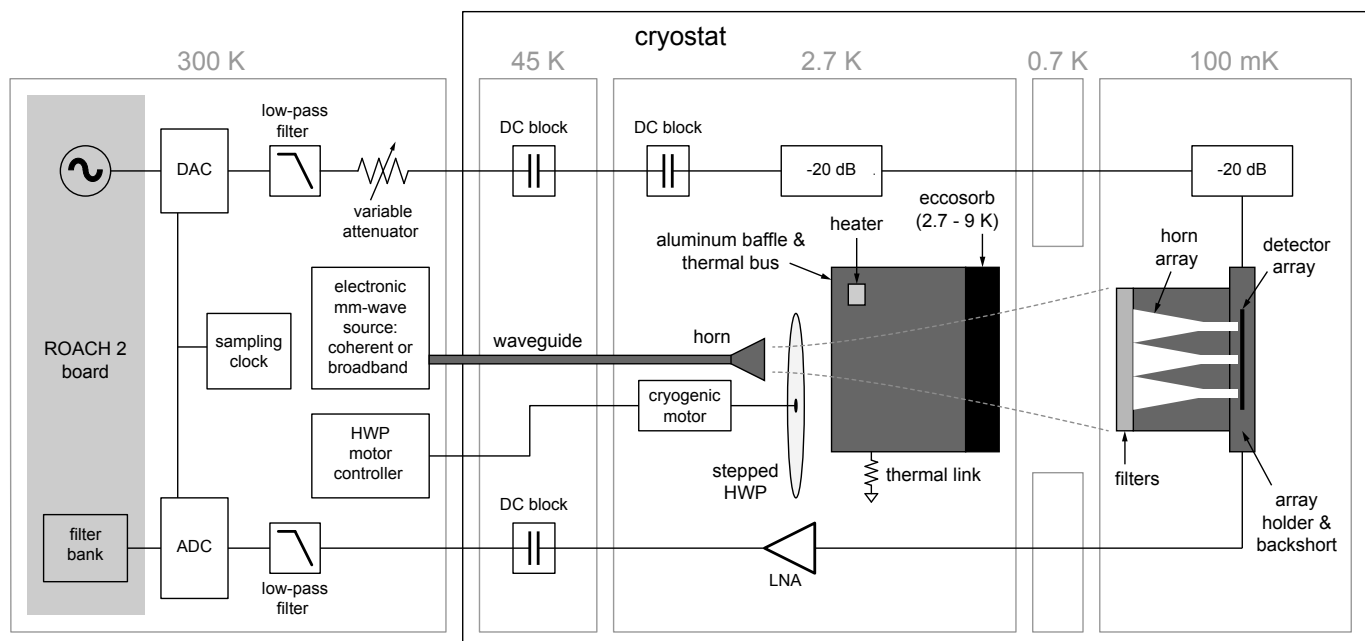 cryostat
300 K
45 K
2.7 K
0.7 K
100 mK
low-pass
filter
DC block
DC block
DAC
-20 dB
-20 dB
variable
attenuator
eccosorb
(2.7 - 9 K)
heater
aluminum baffle &
thermal bus
horn
array
detector
array
electronic
mm-wave
source:
coherent or
broadband
ROACH 2
board
sampling
clock
waveguide
horn
cryogenic
motor
HWP
motor
controller
stepped
HWP
thermal link
filters
array
holder &
backshort
DC block
filter
bank
ADC
LNA
low-pass
filter